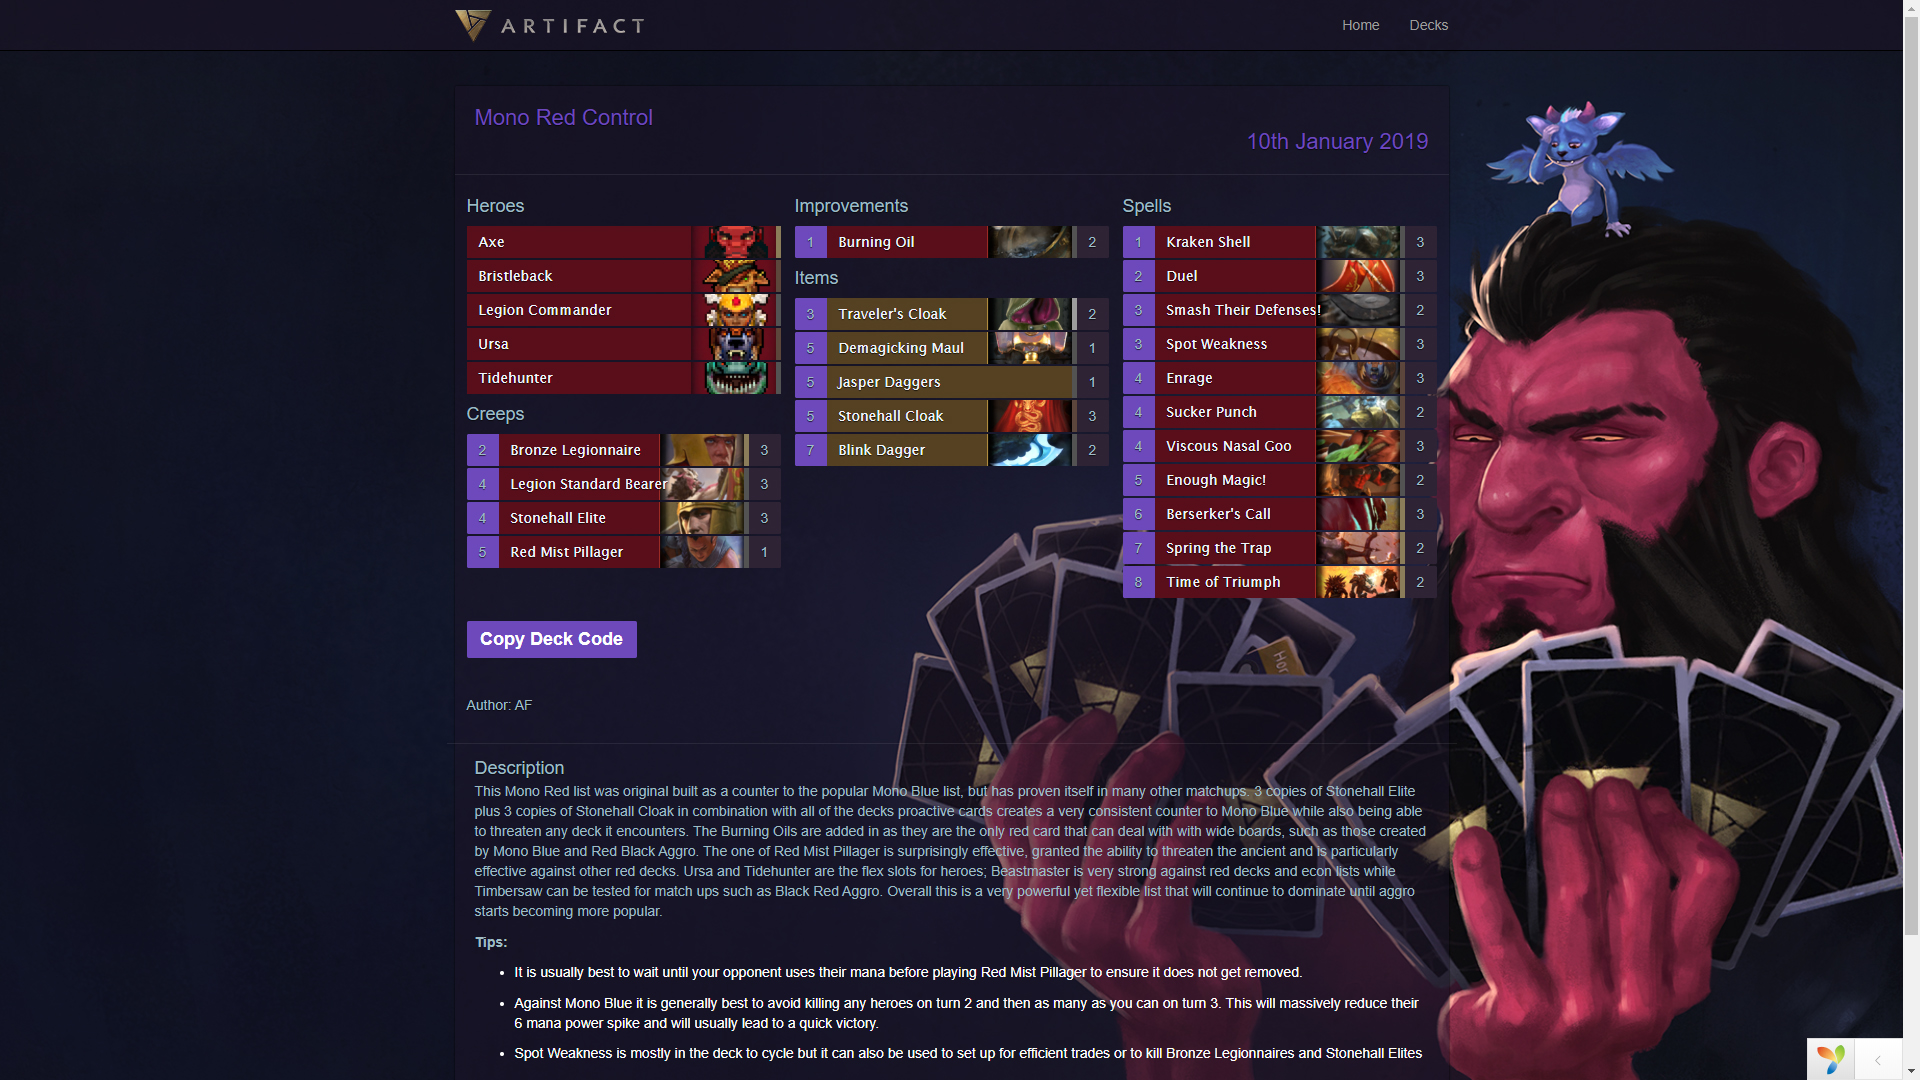 ARTIFACT
Home Decks
Mono Red Control
10th January 2019
Heroes
Axe
Bristleback
Legion Commander
Ursa
Tidehunter
Creeps
2 Bronze Legionnaire 3
4 Legion Standard Bearer 3
4 Stonehall Elite 3
5 Red Mist Pillager 1
Improvements
1 Burning Oil 2
Items
3 Traveler's Cloak 2
5 Demagicking Maul 1
5 Jasper Daggers 1
5 Stonehall Cloak 3
7 Blink Dagger 2
Spells
1 Kraken Shell 3
2 Duel 3
3 Smash Their Defenses! 2
3 Spot Weakness 3
4 Enrage 3
4 Sucker Punch 2
4 Viscous Nasal Goo 3
5 Enough Magic! 2
6 Berserker's Call 3
7 Spring the Trap 2
8 Time of Triumph 2
Her
Copy Deck Code
Author: AF
Description
This Mono Red list was original built as a counter to the popular Mono Blue list, but has proven itself in many other matchups. 3 copies of Stonehall Elite
plus 3 copies of Stonehall Cloak in combination with all of the decks proactive cards creates a very consistent counter to Mono Blue while also being able
to threaten any deck it encounters. The Burning Oils are added in as they are the only red card that can deal with with wide boards, such as those created
by Mono Blue and Red Black Aggro. The one of Red Mist Pillager is surprisingly effective, granted the ability to threaten the ancient and is particularly
effective against other red decks. Ursa and Tidehunter are the flex slots for heroes; Beastmaster is very strong against red decks and econ lists while
Timbersaw can be tested for match ups such as Black Red Aggro. Overall this is a very powerful yet flexible list that will continue to dominate until aggro
starts becoming more popular.
Tips:
• It is usually best to wait until your opponent uses their mana before playing Red Mist Pillager to ensure it does not get removed.
• Against Mono Blue it is generally best to avoid killing any heroes on turn 2 and then as many as you can on turn 3. This will massively reduce their
6 mana power spike and will usually lead to a quick victory.
• Spot Weakness is mostly in the deck to cycle but it can also be used to set up for efficient trades or to kill Bronze Legionnaires and Stonehall Elites